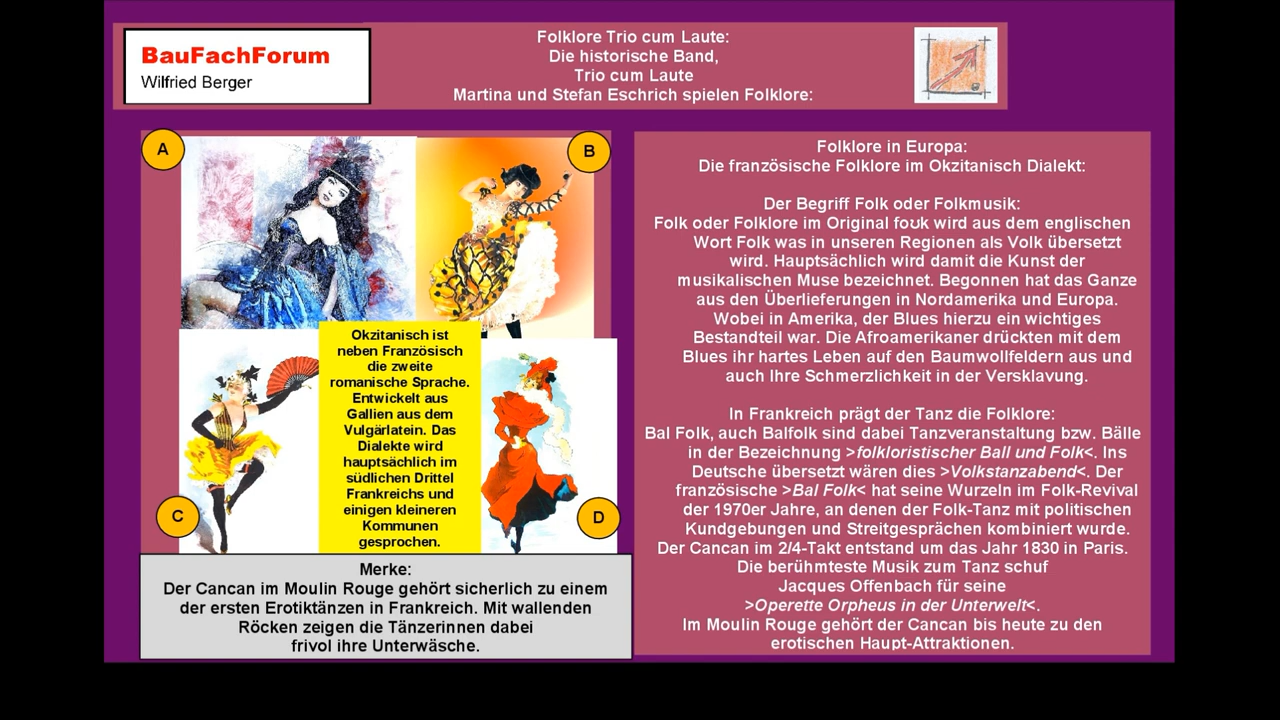 BauFachForum
Wilfried Berger
Folklore Trio cum Laute:
Die historische Band,
Trio cum Laute
Martina und Stefan Eschrich spielen Folklore:
A
B
C
D
Okzitanisch ist
neben Französisch
die zweite
romanische Sprache.
Entwickelt aus
Gallien aus dem
Vulgärlatein. Das
Dialekte wird
hauptsächlich im
südlichen Drittel
Frankreichs und
einigen kleineren
Kommunen
gesprochen.
Merke:
Der Cancan im Moulin Rouge gehört sicherlich zu einem
der ersten Erotiktänzen in Frankreich. Mit wallenden
Röcken zeigen die Tänzerinnen dabei
frivol ihre Unterwäsche.
Folklore in Europa:
Die französische Folklore im Okzitanisch Dialekt:
Der Begriff Folk oder Folkmusik:
Folk oder Folklore im Original foʊk wird aus dem englischen
Wort Folk was in unseren Regionen als Volk übersetzt
wird. Hauptsächlich wird damit die Kunst der
musikalischen Muse bezeichnet. Begonnen hat das Ganze
aus den Überlieferungen in Nordamerika und Europa.
Wobei in Amerika, der Blues hierzu ein wichtiges
Bestandteil war. Die Afroamerikaner drückten mit dem
Blues ihr hartes Leben auf den Baumwollfeldern aus und
auch Ihre Schmerzlichkeit in der Versklavung.
In Frankreich prägt der Tanz die Folklore:
Bal Folk, auch Balfolk sind dabei Tanzveranstaltung bzw. Bälle
in der Bezeichnung >folkloristischer Ball und Folk<. Ins
Deutsche übersetzt wären dies >Volkstanzabend<. Der
französische >Bal Folk< hat seine Wurzeln im Folk-Revival
der 1970er Jahre, an denen der Folk-Tanz mit politischen
Kundgebungen und Streitgesprächen kombiniert wurde.
Der Cancan im 2/4-Takt entstand um das Jahr 1830 in Paris.
Die berühmteste Musik zum Tanz schuf
Jacques Offenbach für seine
>Operette Orpheus in der Unterwelt<.
Im Moulin Rouge gehört der Cancan bis heute zu den
erotischen Haupt-Attraktionen.